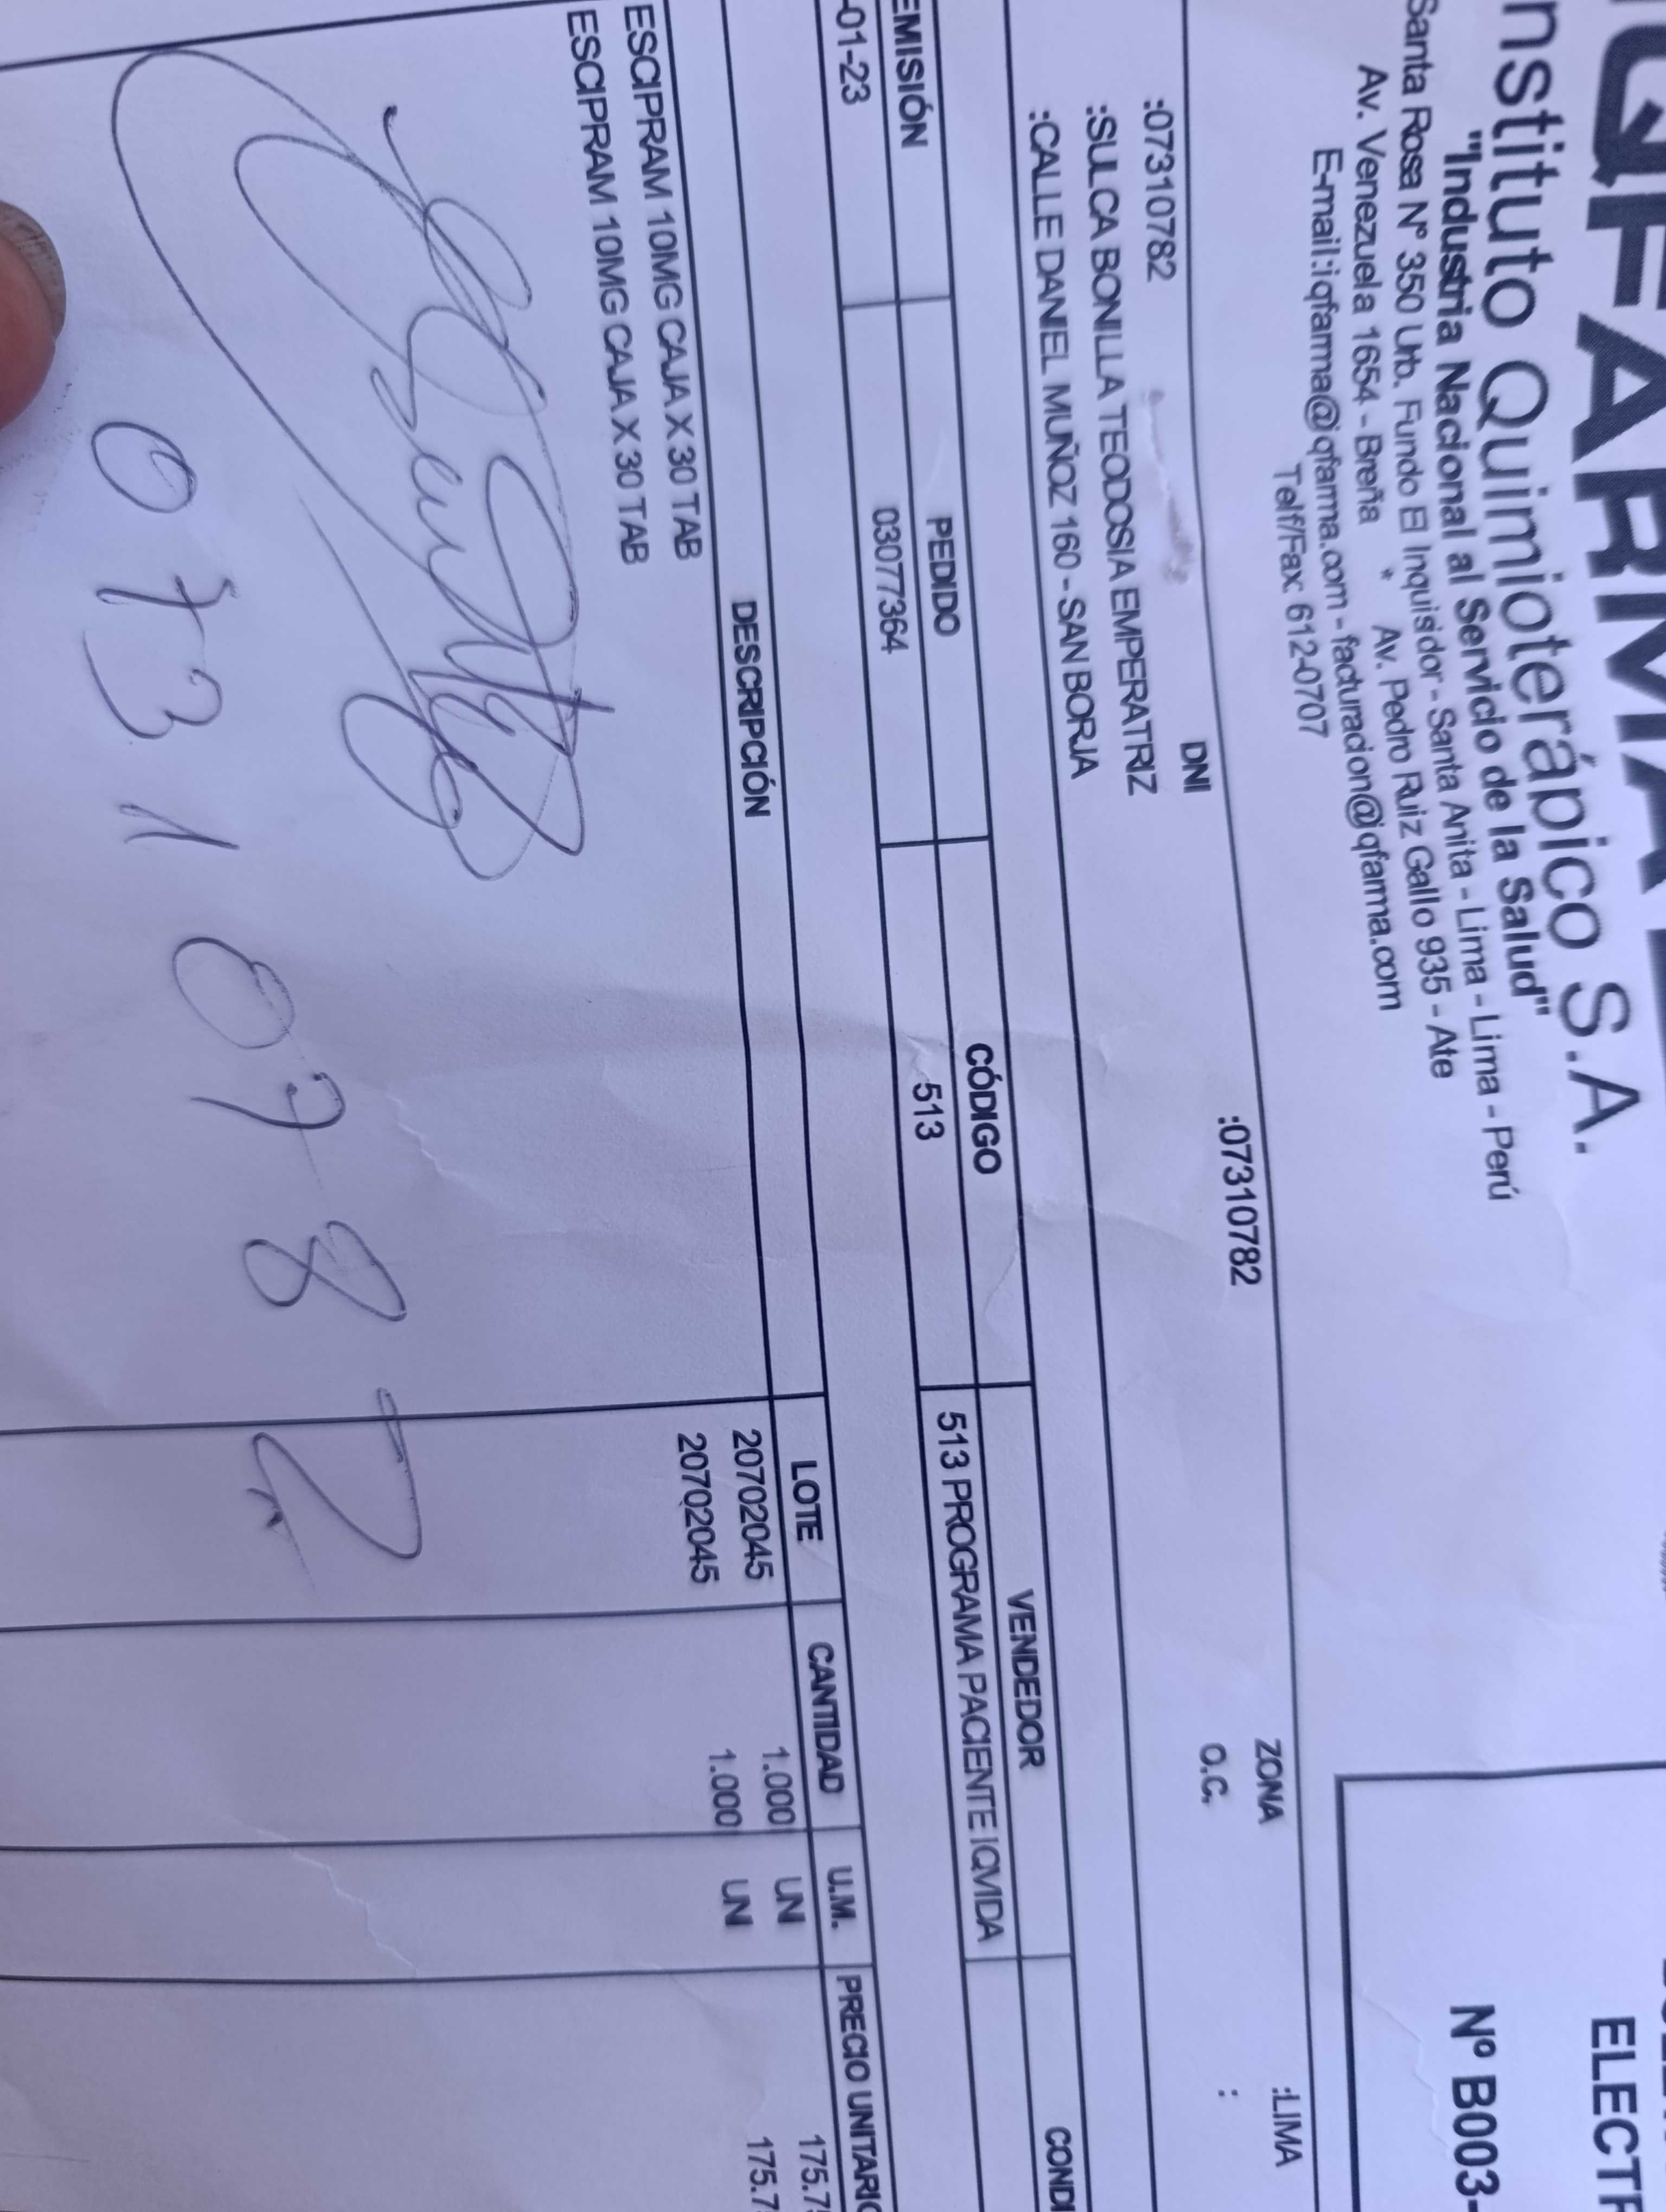 QFARMA
nstituto Quimioterápico S.A.
"Industria Nacional al Servicio de la Salud"
Santa Rosa Nº 350 Urb. Fundo El Inquisidor - Santa Anita - Lima - Lima - Perú
Av. Venezuela 1654 - Breña * Av. Pedro Ruiz Gallo 935 - Ate
E-mail:iqfarma@iqfarma.com - facturacion@iqfarma.com
Telf/Fax: 612-0707
ELECTR
Nº B003-
:07310782 DNI :07310782 ZONA :LIMA
:SULCA BONILLA TEODOSIA EMPERATRIZ O.C. :
:CALLE DANIEL MUÑOZ 160 - SAN BORJA
EMISIÓN PEDIDO CÓDIGO VENDEDOR CONDI
-01-23 03077364 513 513 PROGRAMA PACIENTE IQVIDA
DESCRIPCIÓN LOTE CANTIDAD U.M. PRECIO UNITARIO
ESCIPRAM 10MG CAJA X 30 TAB 20702045 1.000 UN 175.7
ESCIPRAM 10MG CAJA X 30 TAB 20702045 1.000 UN 175.7
07310782